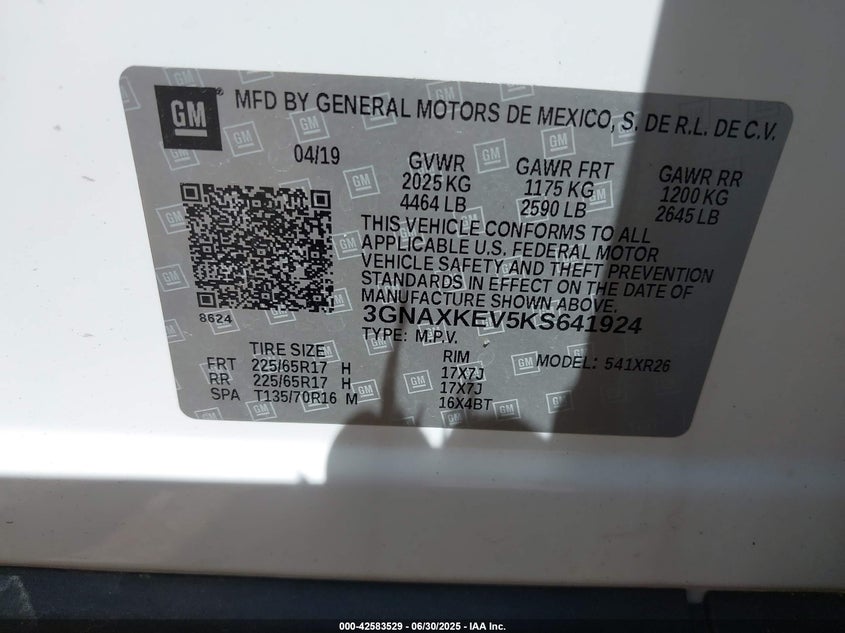 GM
MFD BY GENERAL MOTORS DE MEXICO, S. DE R.L. DE C.V.
04/19 GVWR GAWR FRT GAWR RR
2025 KG 1175 KG 1200 KG
4464 LB 2590 LB 2645 LB
THIS VEHICLE CONFORMS TO ALL
APPLICABLE U.S. FEDERAL MOTOR
VEHICLE SAFETY AND THEFT PREVENTION
STANDARDS IN EFFECT ON THE DATE OF
MANUFACTURE SHOWN ABOVE.
8624
3GNAXKEV5KS641924
TYPE: M.P.V.
TIRE SIZE RIM MODEL: 541XR26
FRT 225/65R17 H 17X7J
RR 225/65R17 H 17X7J
SPA T135/70R16 M 16X4BT
000-42583529 - 06/30/2025 - IAA Inc.